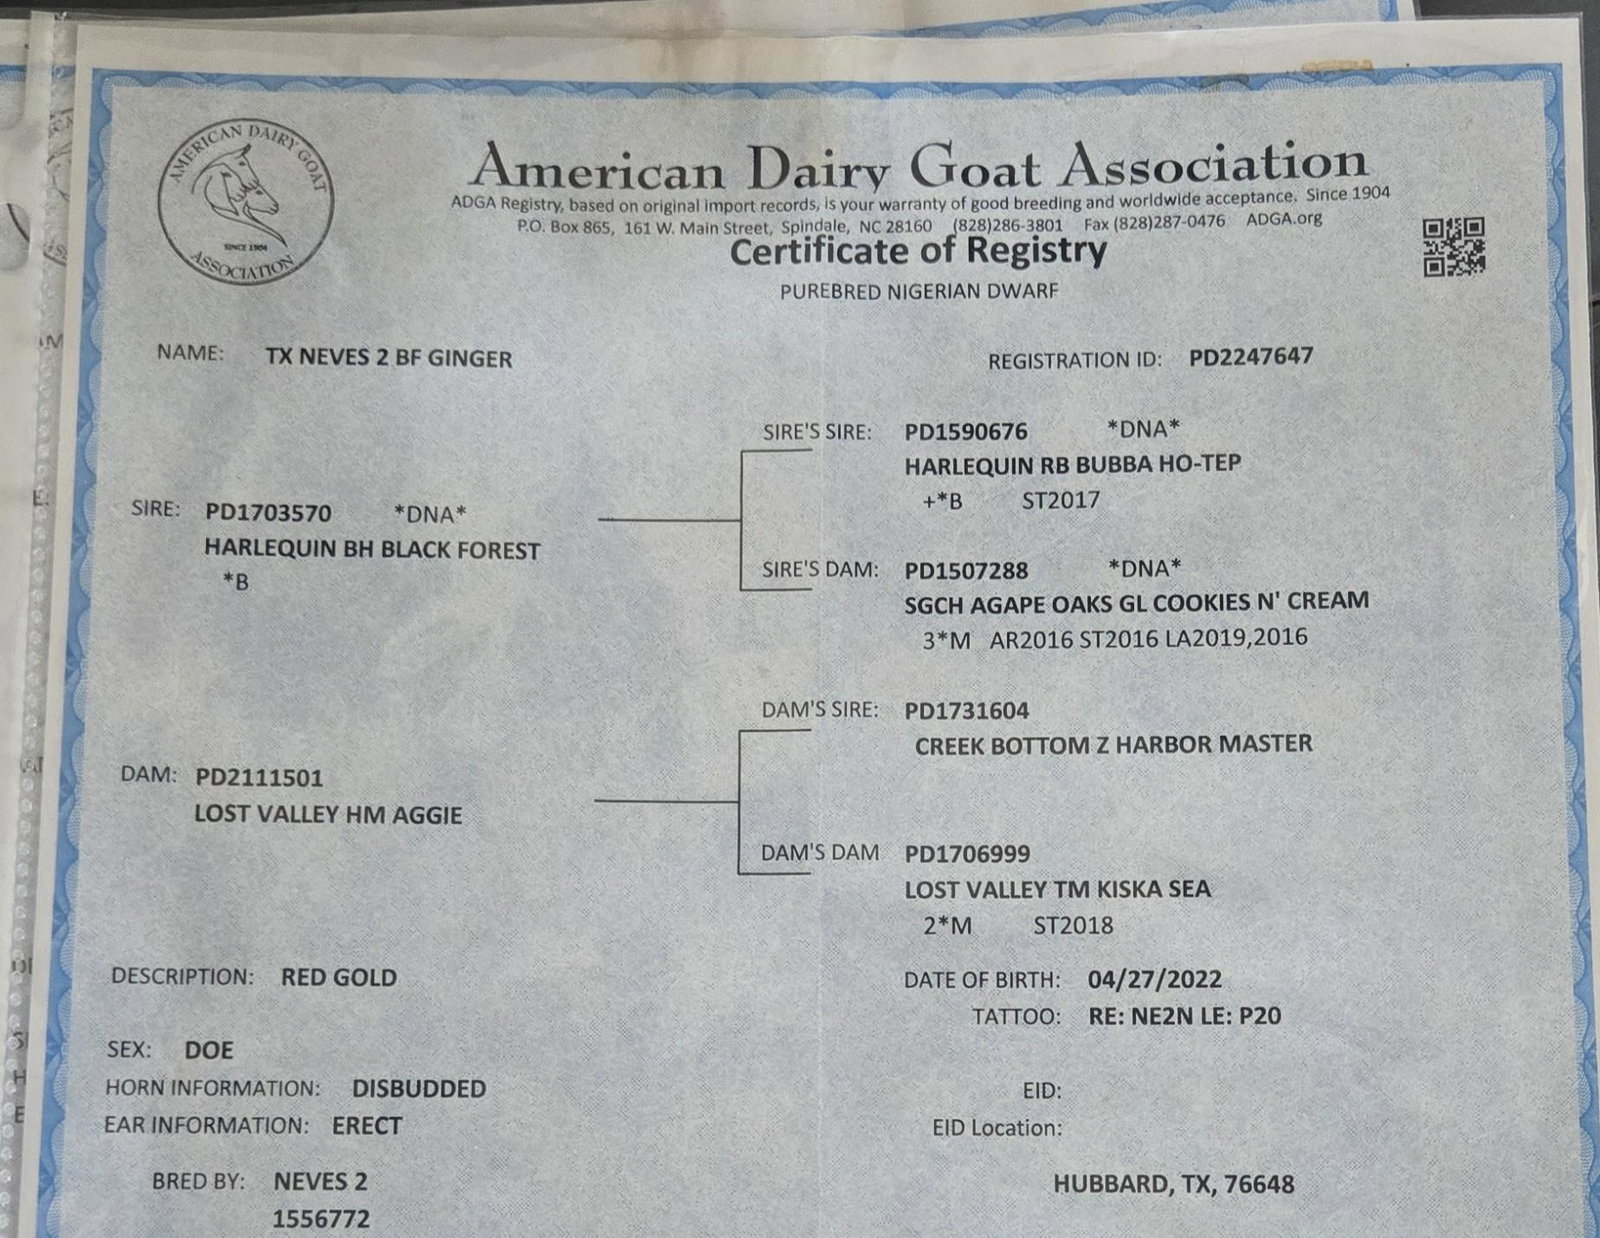 AMERICAN DAIRY GOAT
SINCE 1904
ASSOCIATION
American Dairy Goat Association
ADGA Registry, based on original import records, is your warranty of good breeding and worldwide acceptance. Since 1904
P.O. Box 865, 161 W. Main Street, Spindale, NC 28160 (828)286-3801 Fax (828)287-0476 ADGA.org
Certificate of Registry
PUREBRED NIGERIAN DWARF
NAME: TX NEVES 2 BF GINGER REGISTRATION ID: PD2247647
SIRE'S SIRE: PD1590676 *DNA*
HARLEQUIN RB BUBBA HO-TEP
+*B ST2017
SIRE: PD1703570 *DNA*
HARLEQUIN BH BLACK FOREST
*B
SIRE'S DAM: PD1507288 *DNA*
SGCH AGAPE OAKS GL COOKIES N' CREAM
3*M AR2016 ST2016 LA2019,2016
DAM'S SIRE: PD1731604
CREEK BOTTOM Z HARBOR MASTER
DAM: PD2111501
LOST VALLEY HM AGGIE
DAM'S DAM PD1706999
LOST VALLEY TM KISKA SEA
2*M ST2018
DESCRIPTION: RED GOLD DATE OF BIRTH: 04/27/2022
TATTOO: RE: NE2N LE: P20
SEX: DOE
HORN INFORMATION: DISBUDDED EID:
EAR INFORMATION: ERECT EID Location:
BRED BY: NEVES 2 HUBBARD, TX, 76648
1556772